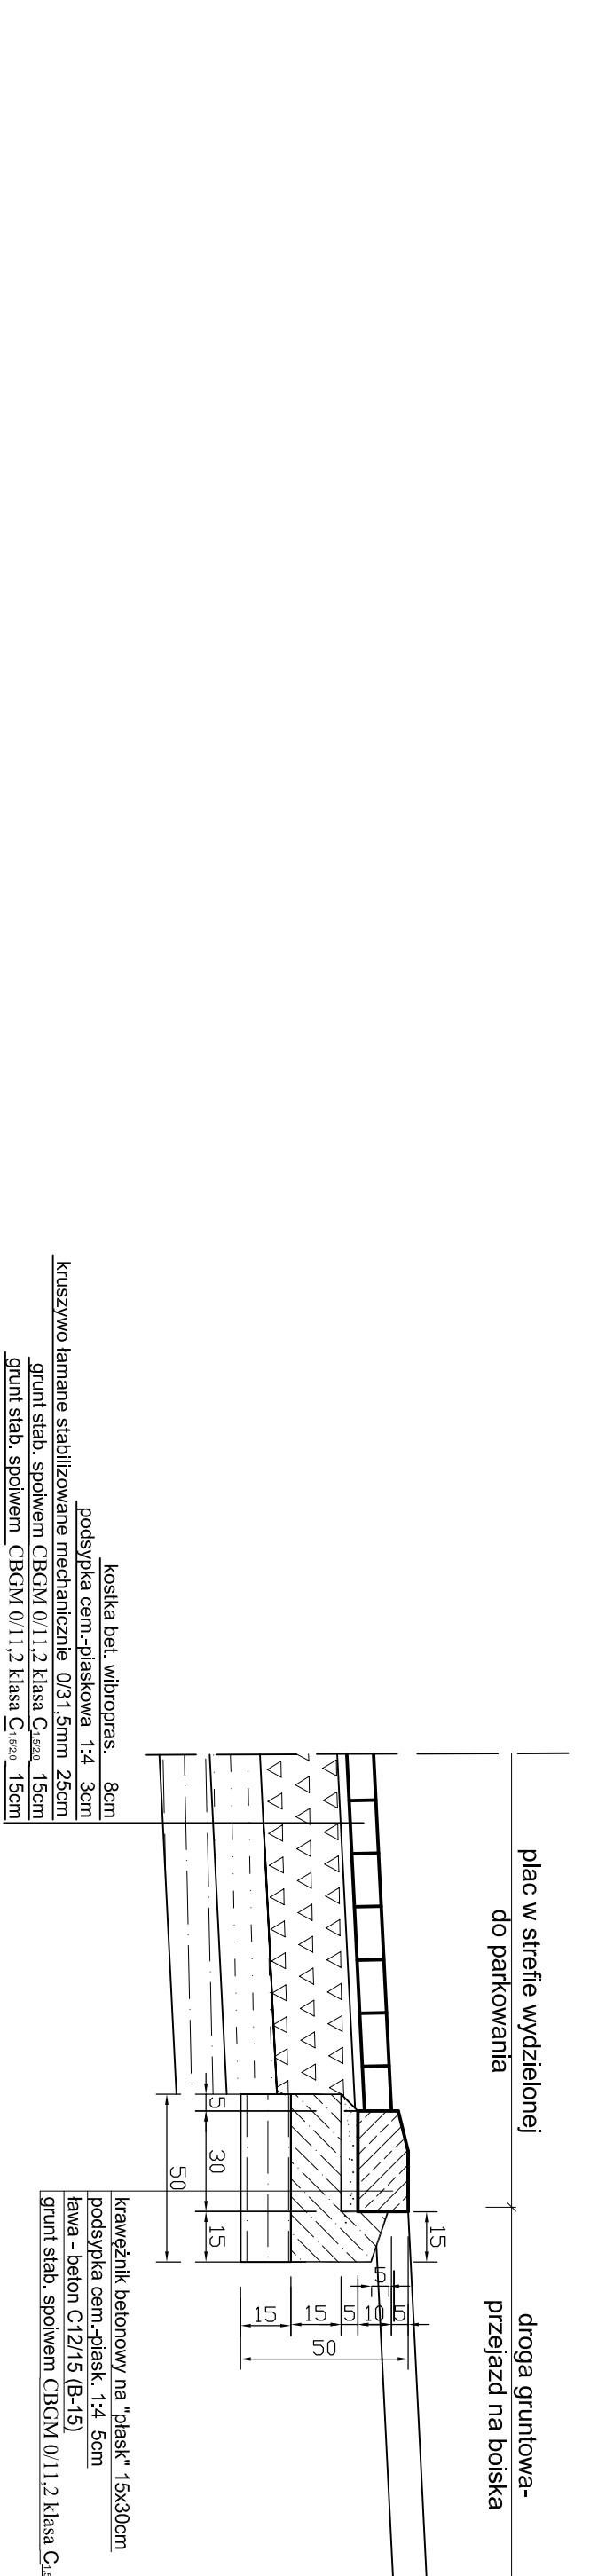 plac w strefie wydzielonej
do parkowania
droga gruntowa-
przejazd na boiska
15
5
5
10
5
15
15
50
5
30
15
50
kostka bet. wibropras. 8cm
podsypka cem.-piaskowa 1:4 3cm
kruszywo łamane stabilizowane mechanicznie 0/31,5mm 25cm
grunt stab. spoiwem CBGM 0/11,2 klasa C1,5/2,0 15cm
grunt stab. spoiwem CBGM 0/11,2 klasa C1,5/2,0 15cm
krawężnik betonowy na "płask" 15x30cm
podsypka cem.-piask. 1:4 5cm
ława - beton C12/15 (B-15)
grunt stab. spoiwem CBGM 0/11,2 klasa C